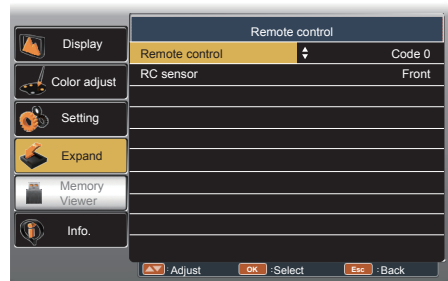 Remote control
Display
Remote control Code 0
Color adjust
RC sensor Front
Setting
Expand
Memory
Viewer
Info.
:Adjust OK :Select Esc :Back